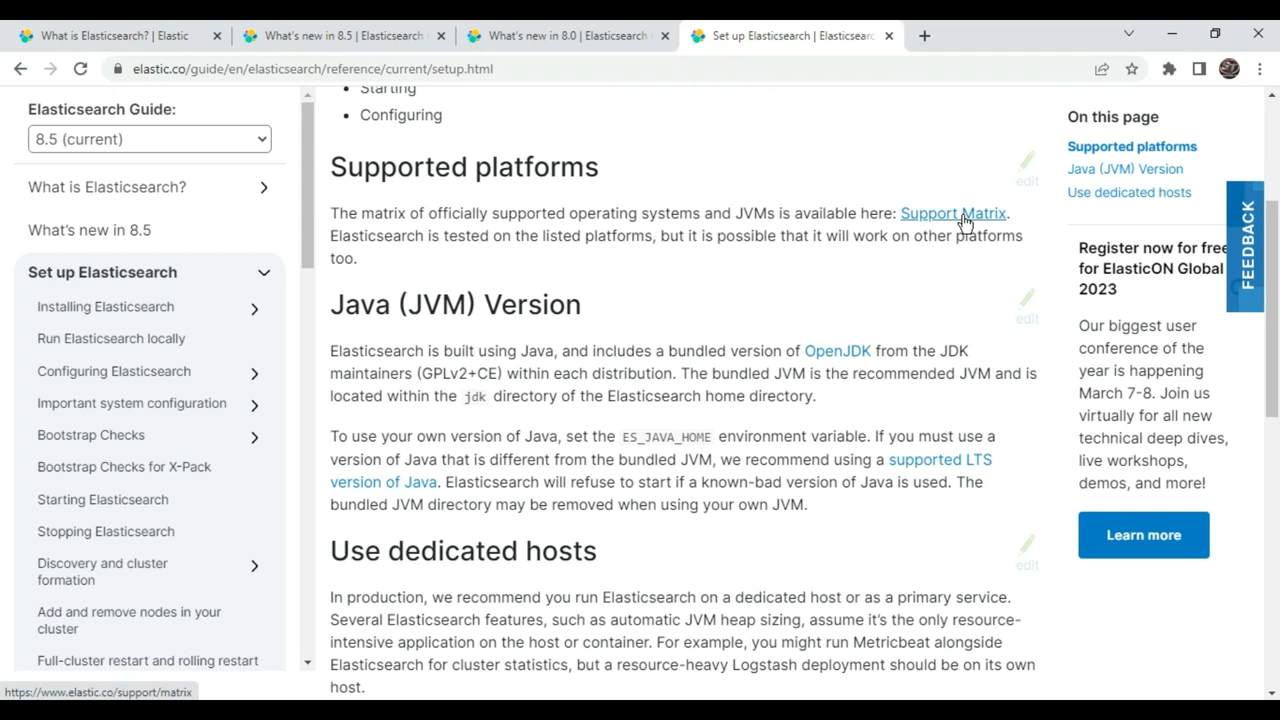 What is Elasticsearch? | Elastic
What's new in 8.5 | Elasticsearch
What's new in 8.0 | Elasticsearch
Set up Elasticsearch | Elasticsearc
elastic.co/guide/en/elasticsearch/reference/current/setup.html
Elasticsearch Guide:
8.5 (current)
What is Elasticsearch?
What's new in 8.5
Set up Elasticsearch
Installing Elasticsearch
Run Elasticsearch locally
Configuring Elasticsearch
Important system configuration
Bootstrap Checks
Bootstrap Checks for X-Pack
Starting Elasticsearch
Stopping Elasticsearch
Discovery and cluster
formation
Add and remove nodes in your
cluster
Full-cluster restart and rolling restart
https://www.elastic.co/support/matrix
• Starting
• Configuring
Supported platforms
edit
The matrix of officially supported operating systems and JVMs is available here: Support Matrix.
Elasticsearch is tested on the listed platforms, but it is possible that it will work on other platforms
too.
Java (JVM) Version
edit
Elasticsearch is built using Java, and includes a bundled version of OpenJDK from the JDK
maintainers (GPLv2+CE) within each distribution. The bundled JVM is the recommended JVM and is
located within the jdk directory of the Elasticsearch home directory.
To use your own version of Java, set the ES_JAVA_HOME environment variable. If you must use a
version of Java that is different from the bundled JVM, we recommend using a supported LTS
version of Java. Elasticsearch will refuse to start if a known-bad version of Java is used. The
bundled JVM directory may be removed when using your own JVM.
Use dedicated hosts
edit
In production, we recommend you run Elasticsearch on a dedicated host or as a primary service.
Several Elasticsearch features, such as automatic JVM heap sizing, assume it's the only resource-
intensive application on the host or container. For example, you might run Metricbeat alongside
Elasticsearch for cluster statistics, but a resource-heavy Logstash deployment should be on its own
host.
On this page
Supported platforms
Java (JVM) Version
Use dedicated hosts
Register now for free
for ElasticON Global
2023
Our biggest user
conference of the
year is happening
March 7-8. Join us
virtually for all new
technical deep dives,
live workshops,
demos, and more!
Learn more
FEEDBACK